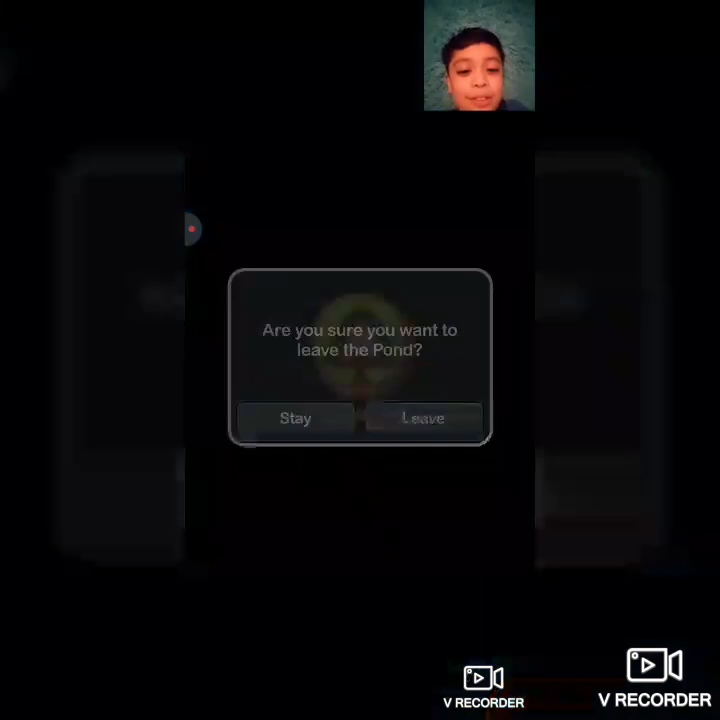 Are you sure you want to
leave the Pond?
Stay
Leave
V RECORDER
V RECORDER